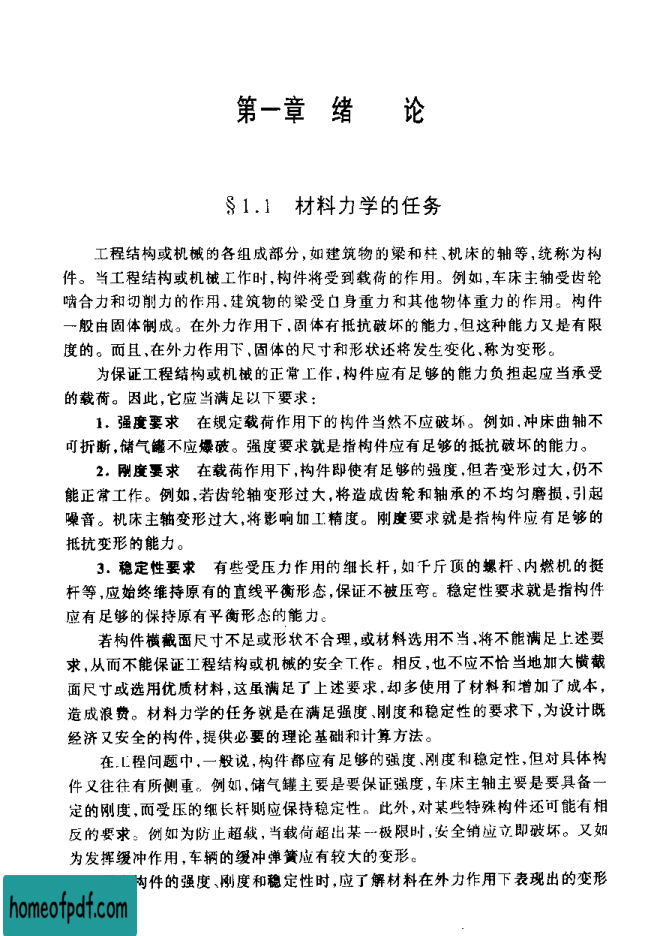 第一章 绪 论
§1.1 材料力学的任务
工程结构或机械的各组成部分,如建筑物的梁和柱、机床的轴等,统称为构
件。当工程结构或机械工作时,构件将受到载荷的作用。例如,车床主轴受齿轮
啮合力和切削力的作用,建筑物的梁受自身重力和其他物体重力的作用。构件
一般由固体制成。在外力作用下,固体有抵抗破坏的能力,但这种能力又是有限
度的。而且,在外力作用下,固体的尺寸和形状还将发生变化,称为变形。
为保证工程结构或机械的正常工作,构件应有足够的能力负担起应当承受
的载荷。因此,它应当满足以下要求:
1. 强度要求 在规定载荷作用下的构件当然不应破坏。例如,冲床曲轴不
可折断,储气罐不应爆破。强度要求就是指构件应有足够的抵抗破坏的能力。
2. 刚度要求 在载荷作用下,构件即使有足够的强度,但若变形过大,仍不
能正常工作。例如,若齿轮轴变形过大,将造成齿轮和轴承的不均匀磨损,引起
噪音。机床主轴变形过大,将影响加工精度。刚度要求就是指构件应有足够的
抵抗变形的能力。
3. 稳定性要求 有些受压力作用的细长杆,如千斤顶的螺杆、内燃机的挺
杆等,应始终维持原有的直线平衡形态,保证不被压弯。稳定性要求就是指构件
应有足够的保持原有平衡形态的能力。
若构件横截面尺寸不足或形状不合理,或材料选用不当,将不能满足上述要
求,从而不能保证工程结构或机械的安全工作。相反,也不应不恰当地加大横截
面尺寸或选用优质材料,这虽满足了上述要求,却多使用了材料和增加了成本,
造成浪费。材料力学的任务就是在满足强度、刚度和稳定性的要求下,为设计既
经济又安全的构件,提供必要的理论基础和计算方法。
在工程问题中,一般说,构件都应有足够的强度、刚度和稳定性,但对具体构
件又往往有所侧重。例如,储气罐主要是要保证强度,车床主轴主要是要具备一
定的刚度,而受压的细长杆则应保持稳定性。此外,对某些特殊构件还可能有相
反的要求。例如为防止超载,当载荷超出某一极限时,安全销应立即破坏。又如
为发挥缓冲作用,车辆的缓冲弹簧应有较大的变形。
构件的强度、刚度和稳定性时,应了解材料在外力作用下表现出的变形
homeofpdf.com